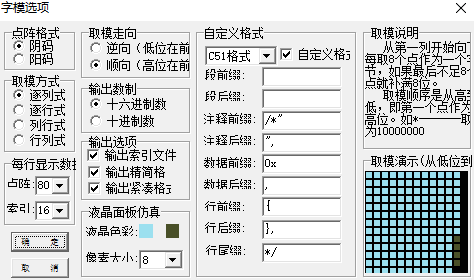 字模选项
点阵格式
阴码
阳码
取模方式
逐列式
逐行式
列行式
行列式
每行显示数据
点阵: 80
索引: 16
确 定
取 消
取模走向
逆向（低位在前
顺向（高位在前
输出数制
十六进制数
十进制数
输出选项
输出索引文件
输出精简格
输出紧凑格式
液晶面板仿真
液晶色彩:
像素大小: 8
自定义格式
C51格式
自定义格式
段前缀:
段后缀:
注释前缀: /*"
注释后缀: ",
数据前缀: 0x
数据后缀: ,
行前缀: {
行后缀: },
行尾缀: */
取模说明
从第一列开始向
每取8个点作为一个字
节，如果最后不足8个
点就补满8位。
取模顺序是从高到
低，即第一个点作为
高位。如*-------取
为10000000
取模演示(从低位到